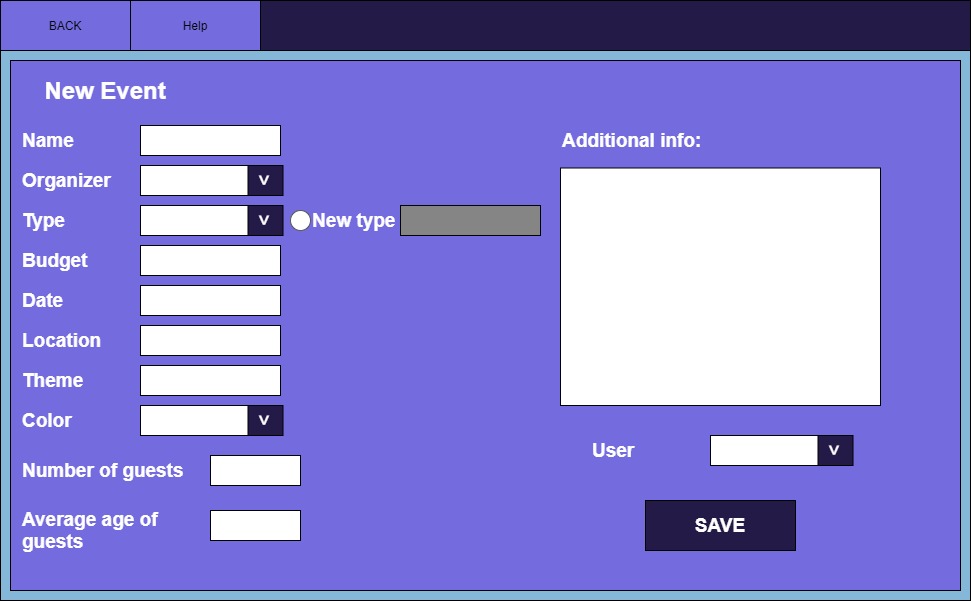 BACK
Help
New Event
Name
Additional info:
Organizer
V
Type
V
New type
Budget
Date
Location
Theme
Color
V
User
V
Number of guests
Average age of
guests
SAVE